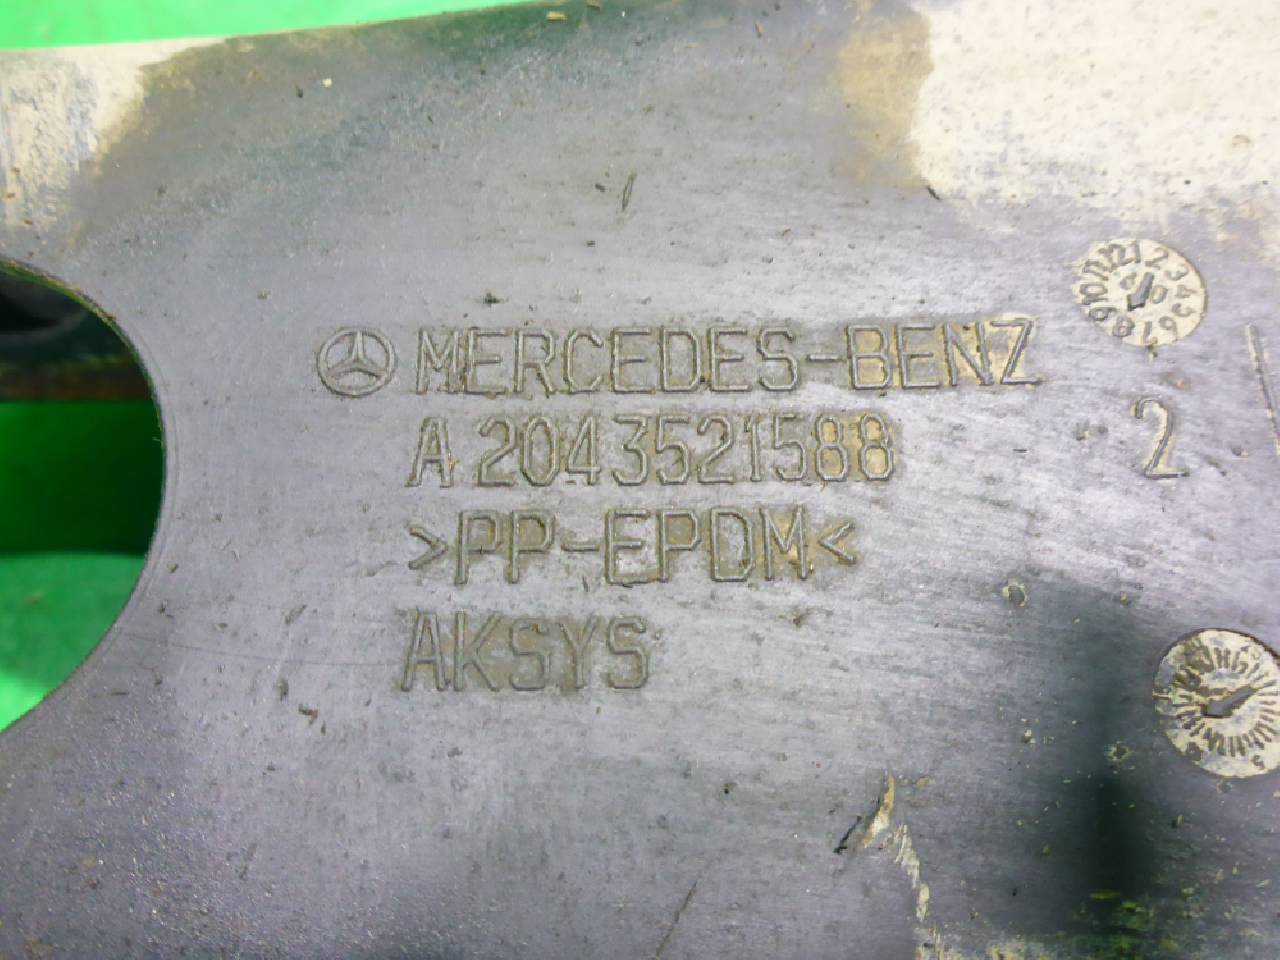 MERCEDES-BENZ
A 2043521588
2
>PP-EPDM<
AKSYS